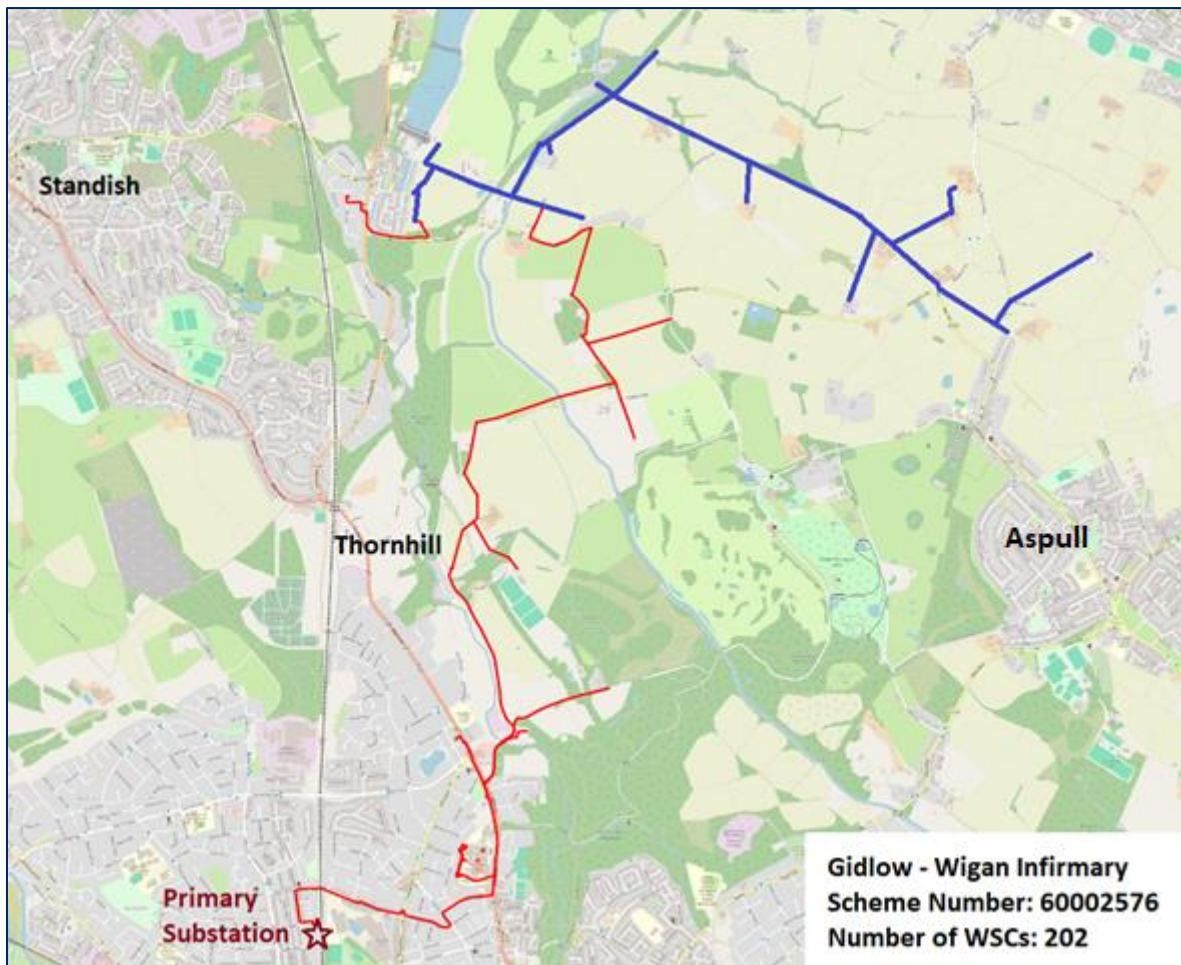 Standish
Thornhill
Aspull
Primary
Substation
Gidlow - Wigan Infirmary
Scheme Number: 60002576
Number of WSCs: 202